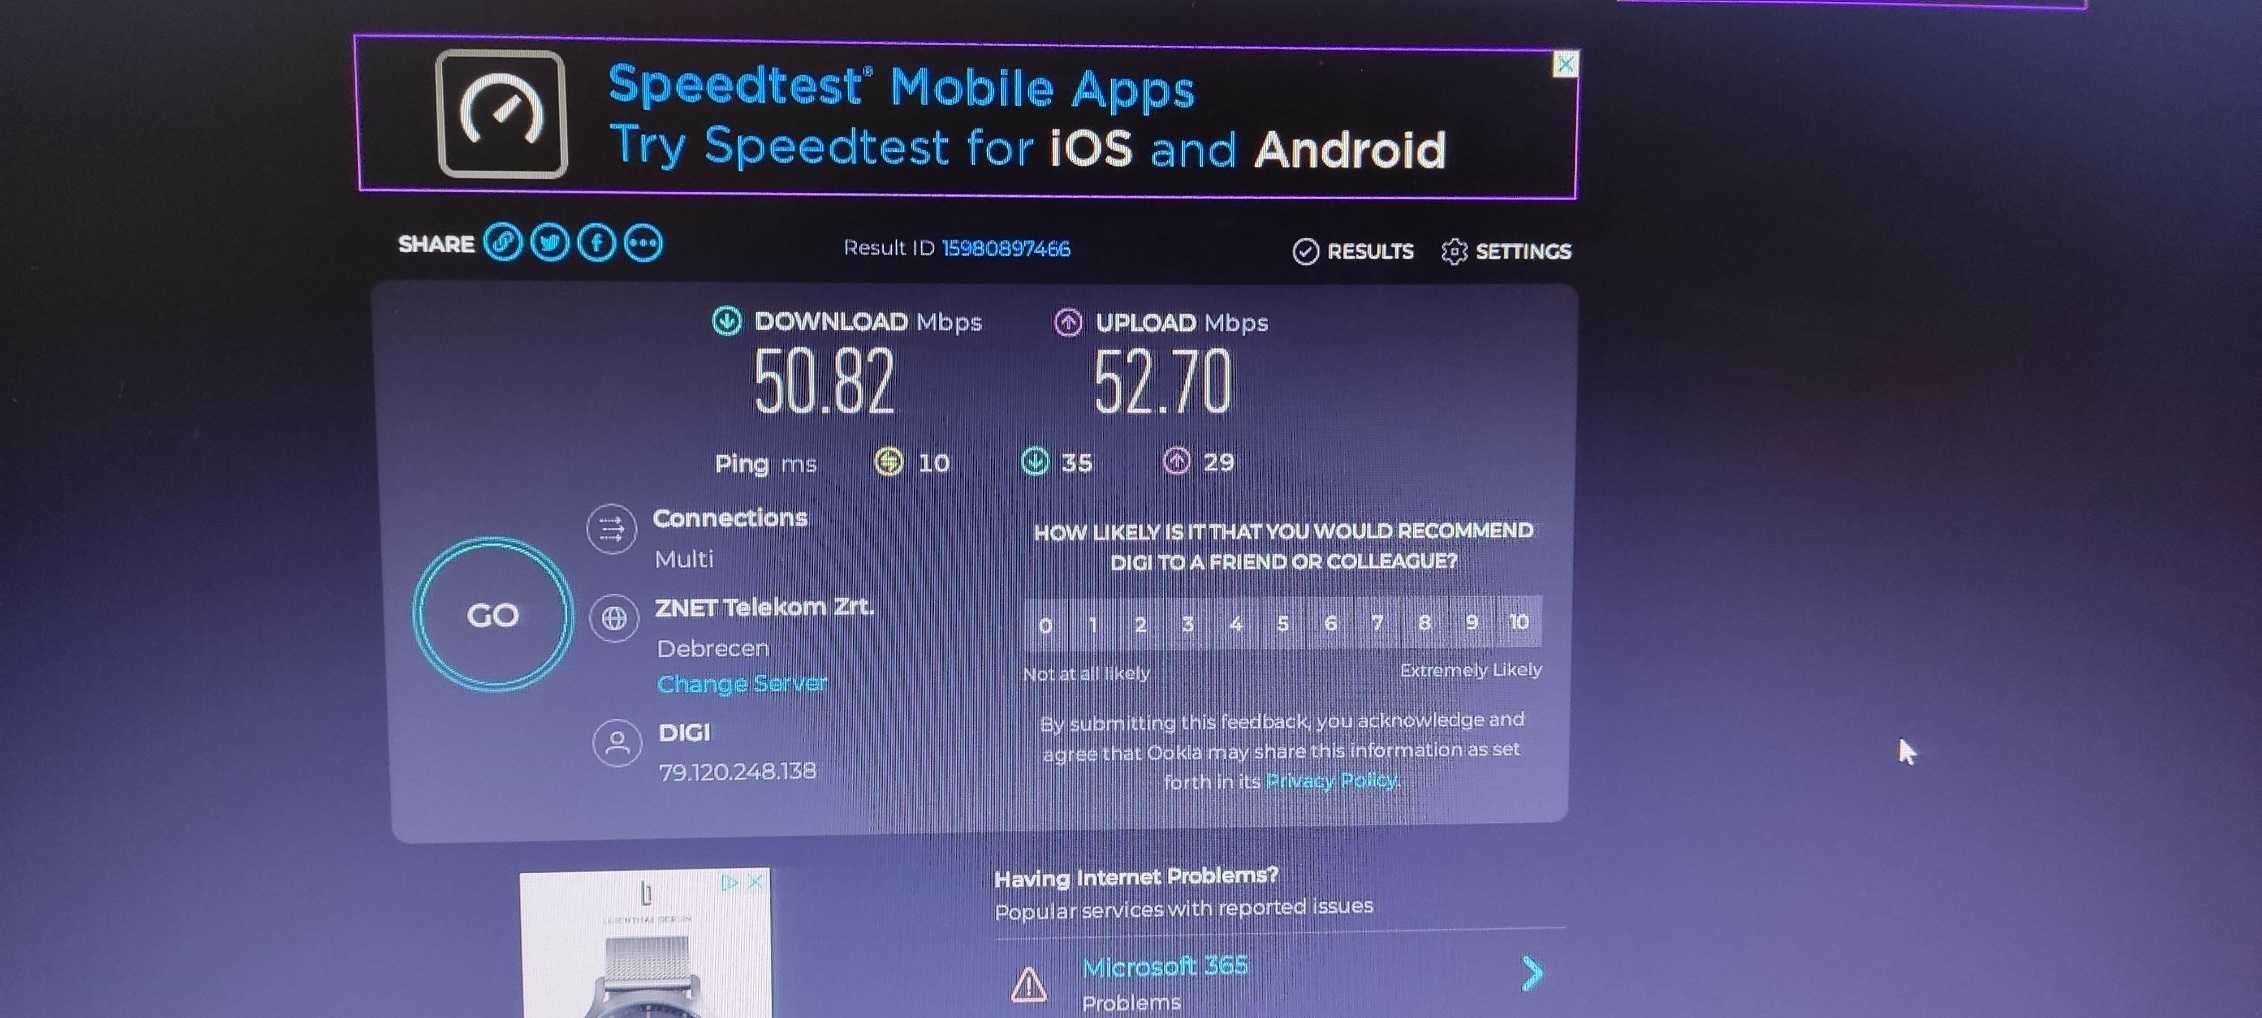 Speedtest® Mobile Apps
Try Speedtest for iOS and Android
SHARE
Result ID 15980897466
RESULTS
SETTINGS
DOWNLOAD Mbps
50.82
UPLOAD Mbps
52.70
Ping ms
10
35
29
GO
Connections
Multi
ZNET Telekom Zrt.
Debrecen
Change Server
DIGI
79.120.248.138
HOW LIKELY IS IT THAT YOU WOULD RECOMMEND
DIGI TO A FRIEND OR COLLEAGUE?
0 1 2 3 4 5 6 7 8 9 10
Not at all likely
Extremely Likely
By submitting this feedback, you acknowledge and
agree that Ookla may share this information as set
forth in its Privacy Policy.
LILIENTHAL BERLIN
Having Internet Problems?
Popular services with reported issues
Microsoft 365
Problems